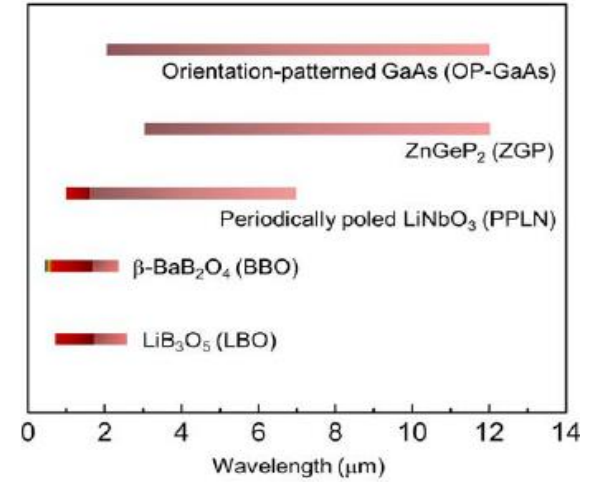 Orientation-patterned GaAs (OP-GaAs)
ZnGeP₂ (ZGP)
Periodically poled LiNbO₃ (PPLN)
β-BaB₂O₄ (BBO)
LiB₃O₅ (LBO)
0 2 4 6 8 10 12 14
Wavelength (μm)